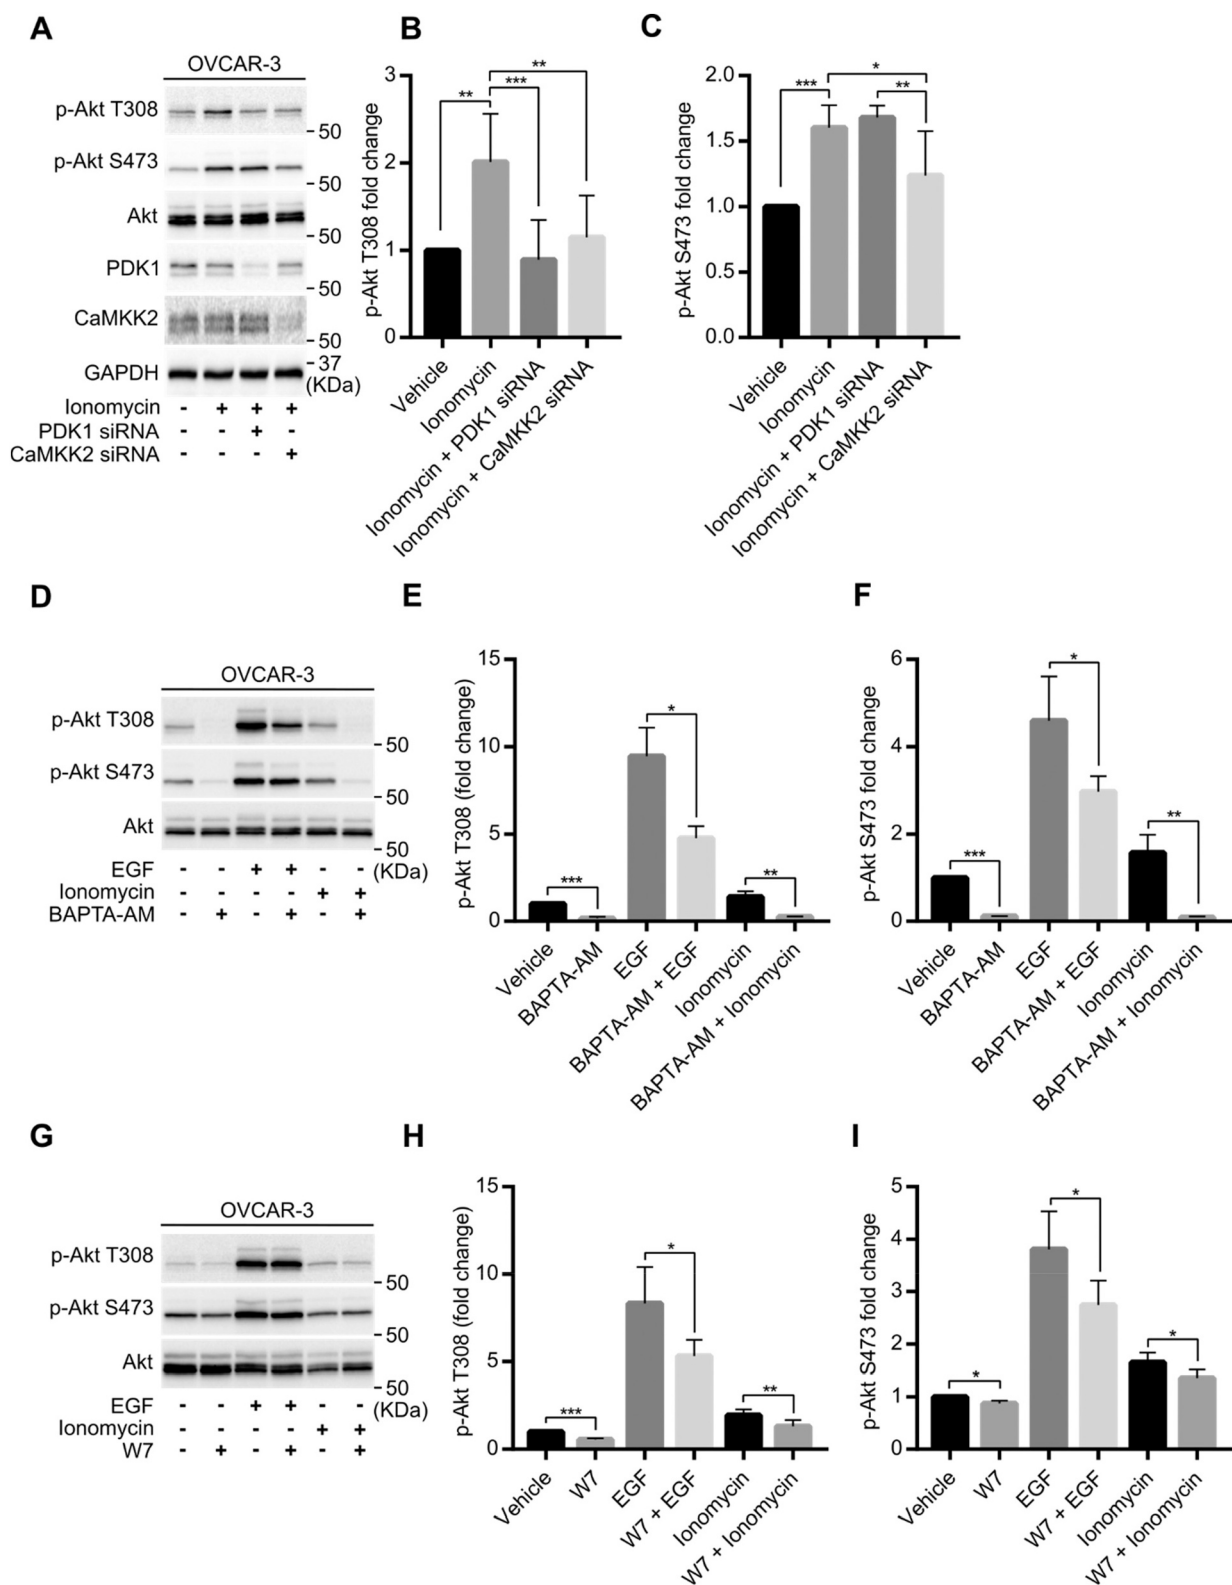 A
OVCAR-3
p-Akt T308
50
p-Akt S473
50
Akt
50
PDK1
50
CaMKK2
50
GAPDH
37
(KDa)
Ionomycin - + + +
PDK1 siRNA - - + -
CaMKK2 siRNA - - - +
B
p-Akt T308 fold change
3
2
1
0
**
***
**
Vehicle
Ionomycin
Ionomycin + PDK1 siRNA
Ionomycin + CaMKK2 siRNA
C
p-Akt S473 fold change
2.0
1.5
1.0
0.5
0.0
***
*
**
Vehicle
Ionomycin
Ionomycin + PDK1 siRNA
Ionomycin + CaMKK2 siRNA
D
OVCAR-3
p-Akt T308
50
p-Akt S473
50
Akt
50
(KDa)
EGF - - + + - -
Ionomycin - - - - + +
BAPTA-AM - + - + - +
E
p-Akt T308 (fold change)
15
10
5
0
***
*
**
Vehicle
BAPTA-AM
EGF
BAPTA-AM + EGF
Ionomycin
BAPTA-AM + Ionomycin
F
p-Akt S473 fold change
6
4
2
0
***
*
**
Vehicle
BAPTA-AM
EGF
BAPTA-AM + EGF
Ionomycin
BAPTA-AM + Ionomycin
G
OVCAR-3
p-Akt T308
50
p-Akt S473
50
Akt
50
(KDa)
EGF - - + + - -
Ionomycin - - - - + +
W7 - + - + - +
H
p-Akt T308 (fold change)
15
10
5
0
***
*
**
Vehicle
W7
EGF
W7 + EGF
Ionomycin
W7 + Ionomycin
I
p-Akt S473 fold change
5
4
3
2
1
0
*
*
*
Vehicle
W7
EGF
W7 + EGF
Ionomycin
W7 + Ionomycin